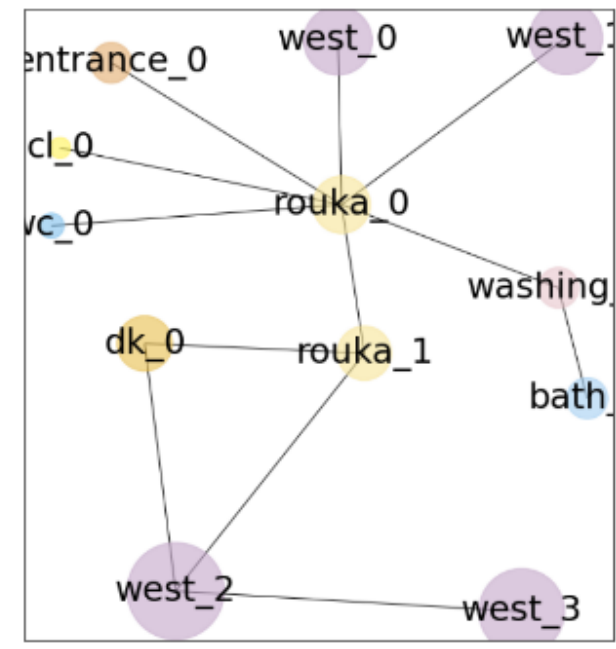 west_0
west_1
entrance_0
cl_0
rouka_0
wc_0
washing_
dk_0
rouka_1
bath_
west_2
west_3